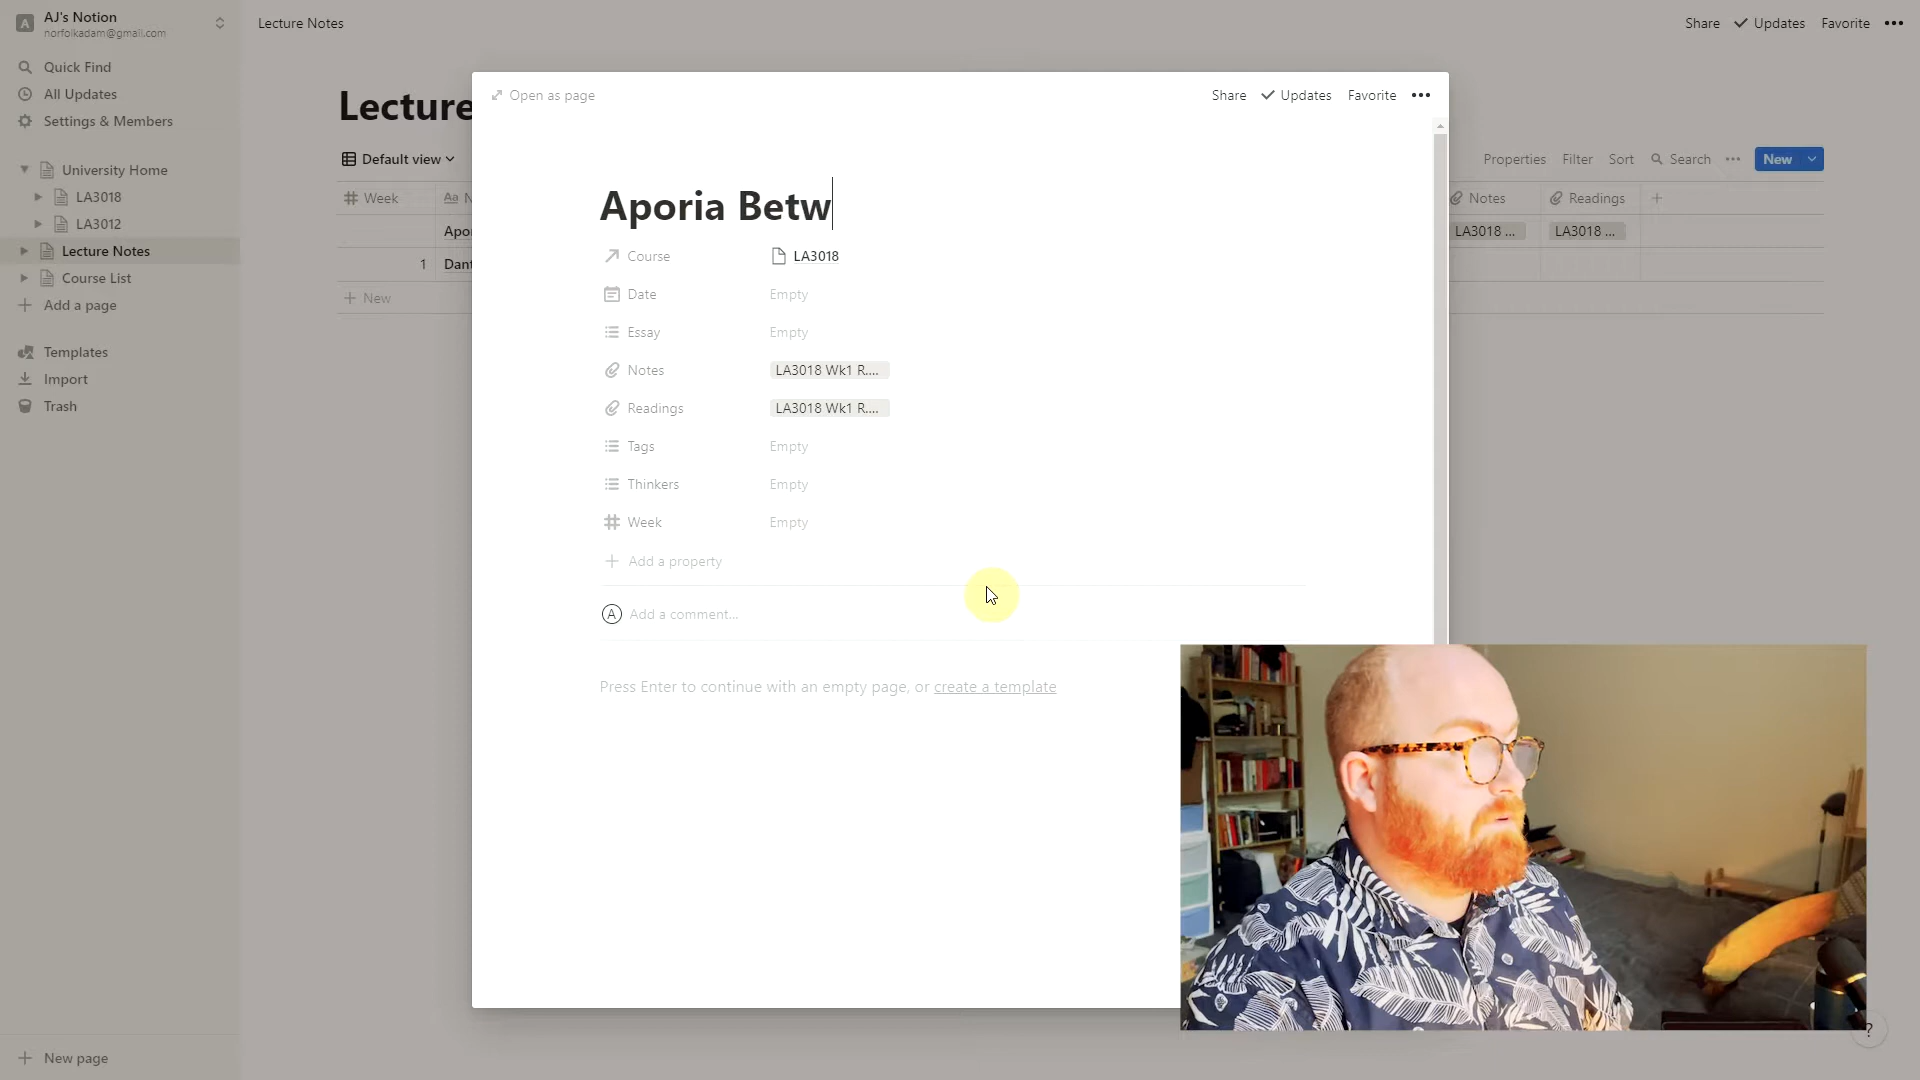 A AJ's Notion
norfolkadam@gmail.com
Lecture Notes
Share Updates Favorite
Quick Find
All Updates
Settings & Members
University Home
LA3018
LA3012
Lecture Notes
Course List
Add a page
Templates
Import
Trash
New page
Lecture
Default view
Properties Filter Sort Search New
Week Aa N Notes Readings
Apo LA3018 ... LA3018 ...
1 Dant
New
Open as page
Share Updates Favorite
Aporia Betw
Course LA3018
Date Empty
Essay Empty
Notes LA3018 Wk1 R....
Readings LA3018 Wk1 R....
Tags Empty
Thinkers Empty
Week Empty
Add a property
A Add a comment...
Press Enter to continue with an empty page, or create a template
?